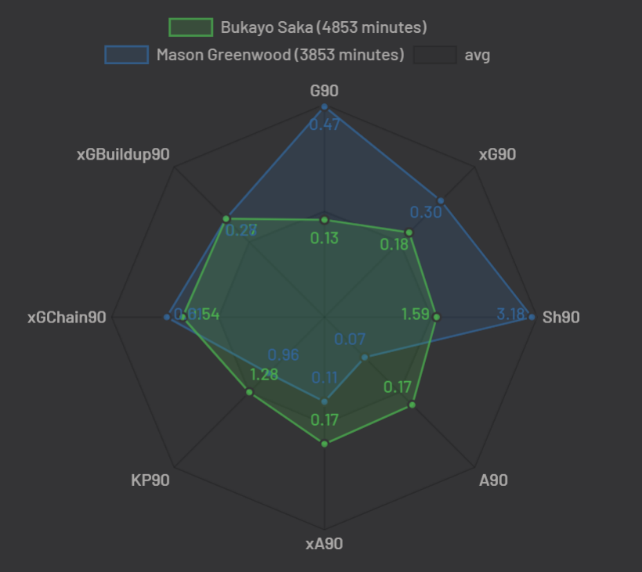 Bukayo Saka (4853 minutes)
Mason Greenwood (3853 minutes) avg
G90
0.47
xGBuildup90 xG90
0.30
0.27
0.13 0.18
xGChain90 0.54 1.59 3.18 Sh90
0.07
0.96
1.28 0.11 0.17
0.17
KP90 A90
xA90